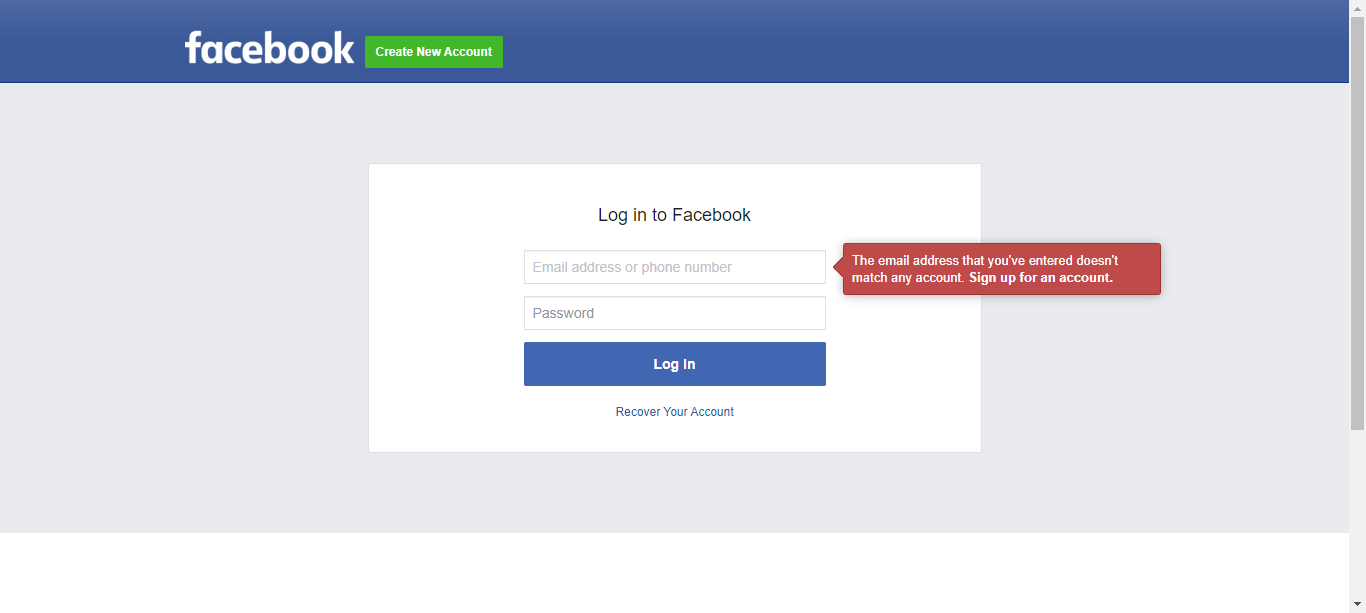 facebook
Create New Account
Log in to Facebook
Email address or phone number
The email address that you've entered doesn't
match any account. Sign up for an account.
Password
Log In
Recover Your Account